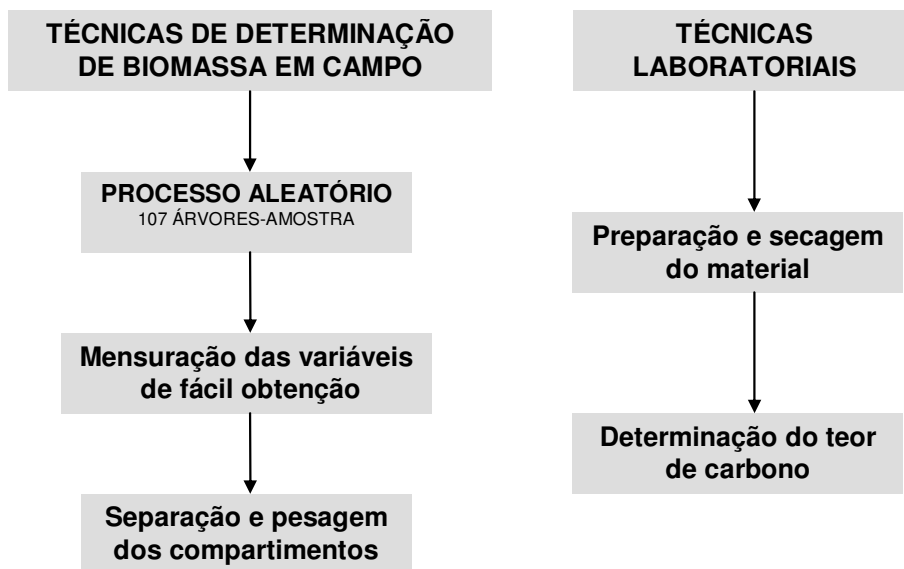 TÉCNICAS DE DETERMINAÇÃO
DE BIOMASSA EM CAMPO
PROCESSO ALEATÓRIO
107 ÁRVORES-AMOSTRA
Mensuração das variáveis
de fácil obtenção
Separação e pesagem
dos compartimentos
TÉCNICAS
LABORATORIAIS
Preparação e secagem
do material
Determinação do teor
de carbono